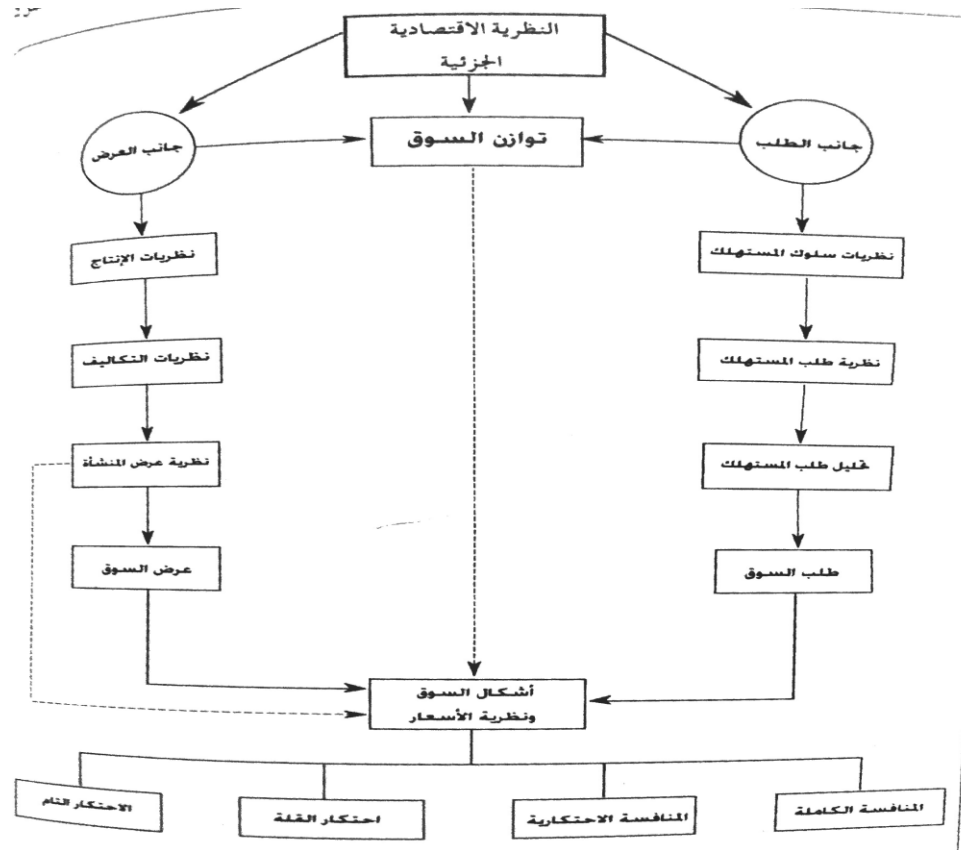 النظرية الاقتصادية
الجزئية
جانب الطلب
توازن السوق
جانب العرض
نظريات سلوك المستهلك
نظريات الإنتاج
نظرية طلب المستهلك
نظريات التكاليف
تحليل طلب المستهلك
نظرية عرض المنشأة
طلب السوق
عرض السوق
أشكال السوق
ونظرية الأسعار
المنافسة الكاملة
المنافسة الاحتكارية
احتكار القلة
الاحتكار التام